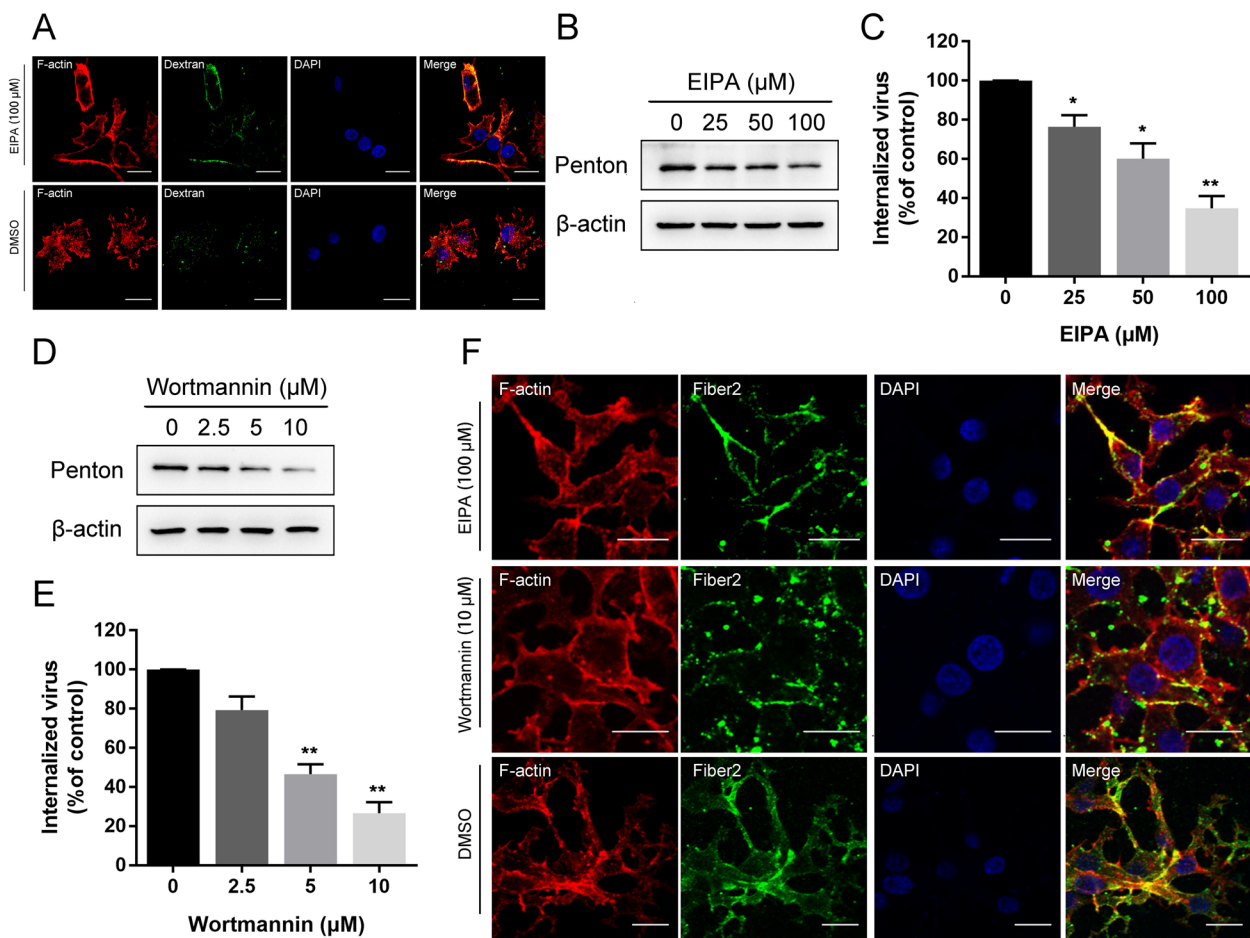 A
F-actin Dextran DAPI Merge
EIPA (100 µM)
F-actin Dextran DAPI Merge
DMSO
B
EIPA (µM)
0 25 50 100
Penton
β-actin
C
120
100
80
60
40
20
0
Internalized virus
(%of control)
* * **
0 25 50 100
EIPA (µM)
D
Wortmannin (µM)
0 2.5 5 10
Penton
β-actin
E
120
100
80
60
40
20
0
Internalized virus
(%of control)
** **
0 2.5 5 10
Wortmannin (µM)
F
F-actin Fiber2 DAPI Merge
EIPA (100 µM)
F-actin Fiber2 DAPI Merge
Wortmannin (10 µM)
F-actin Fiber2 DAPI Merge
DMSO